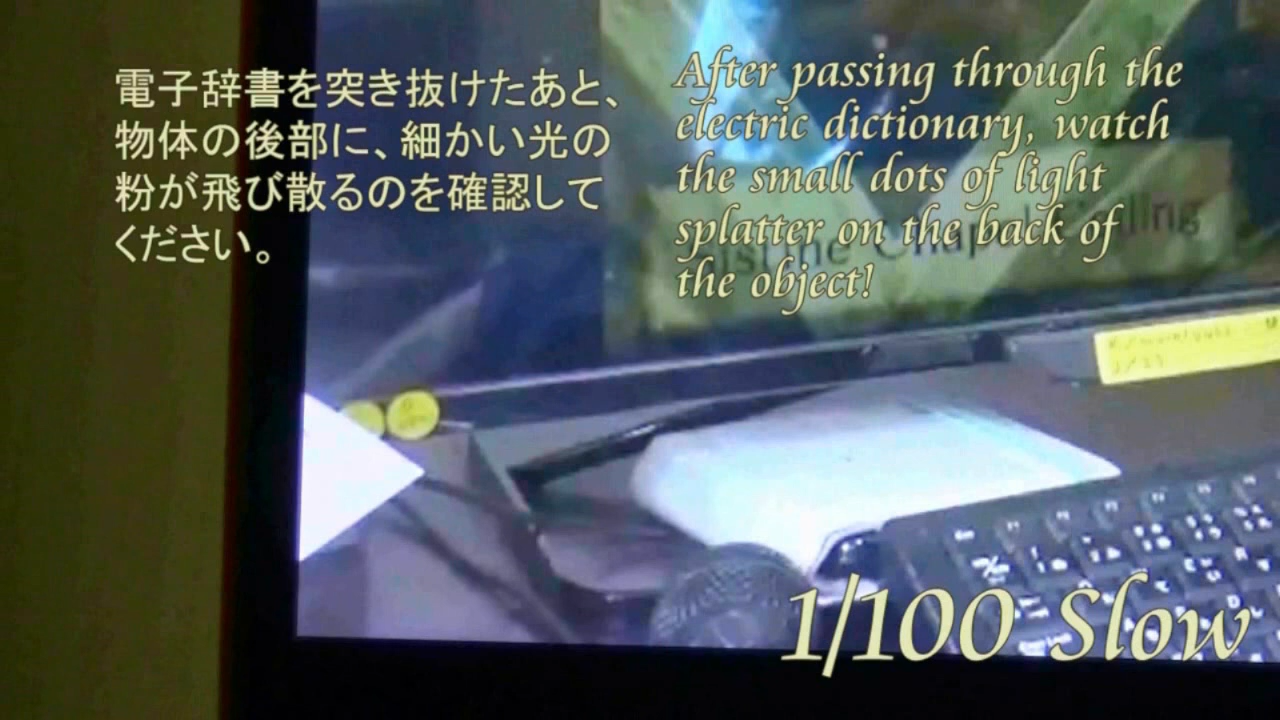 電子辞書を突き抜けたあと、
物体の後部に、細かい光の
粉が飛び散るのを確認して
ください。
After passing through the
electric dictionary, watch
the small dots of light
splatter on the back of
the object!
Sistine Chapel Ceiling
1/100 Slow